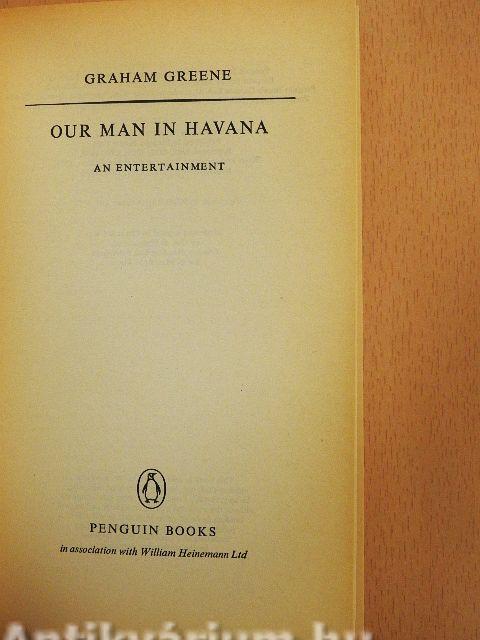 GRAHAM GREENE
OUR MAN IN HAVANA
AN ENTERTAINMENT
PENGUIN BOOKS
in association with William Heinemann Ltd
Antikvárium.hu